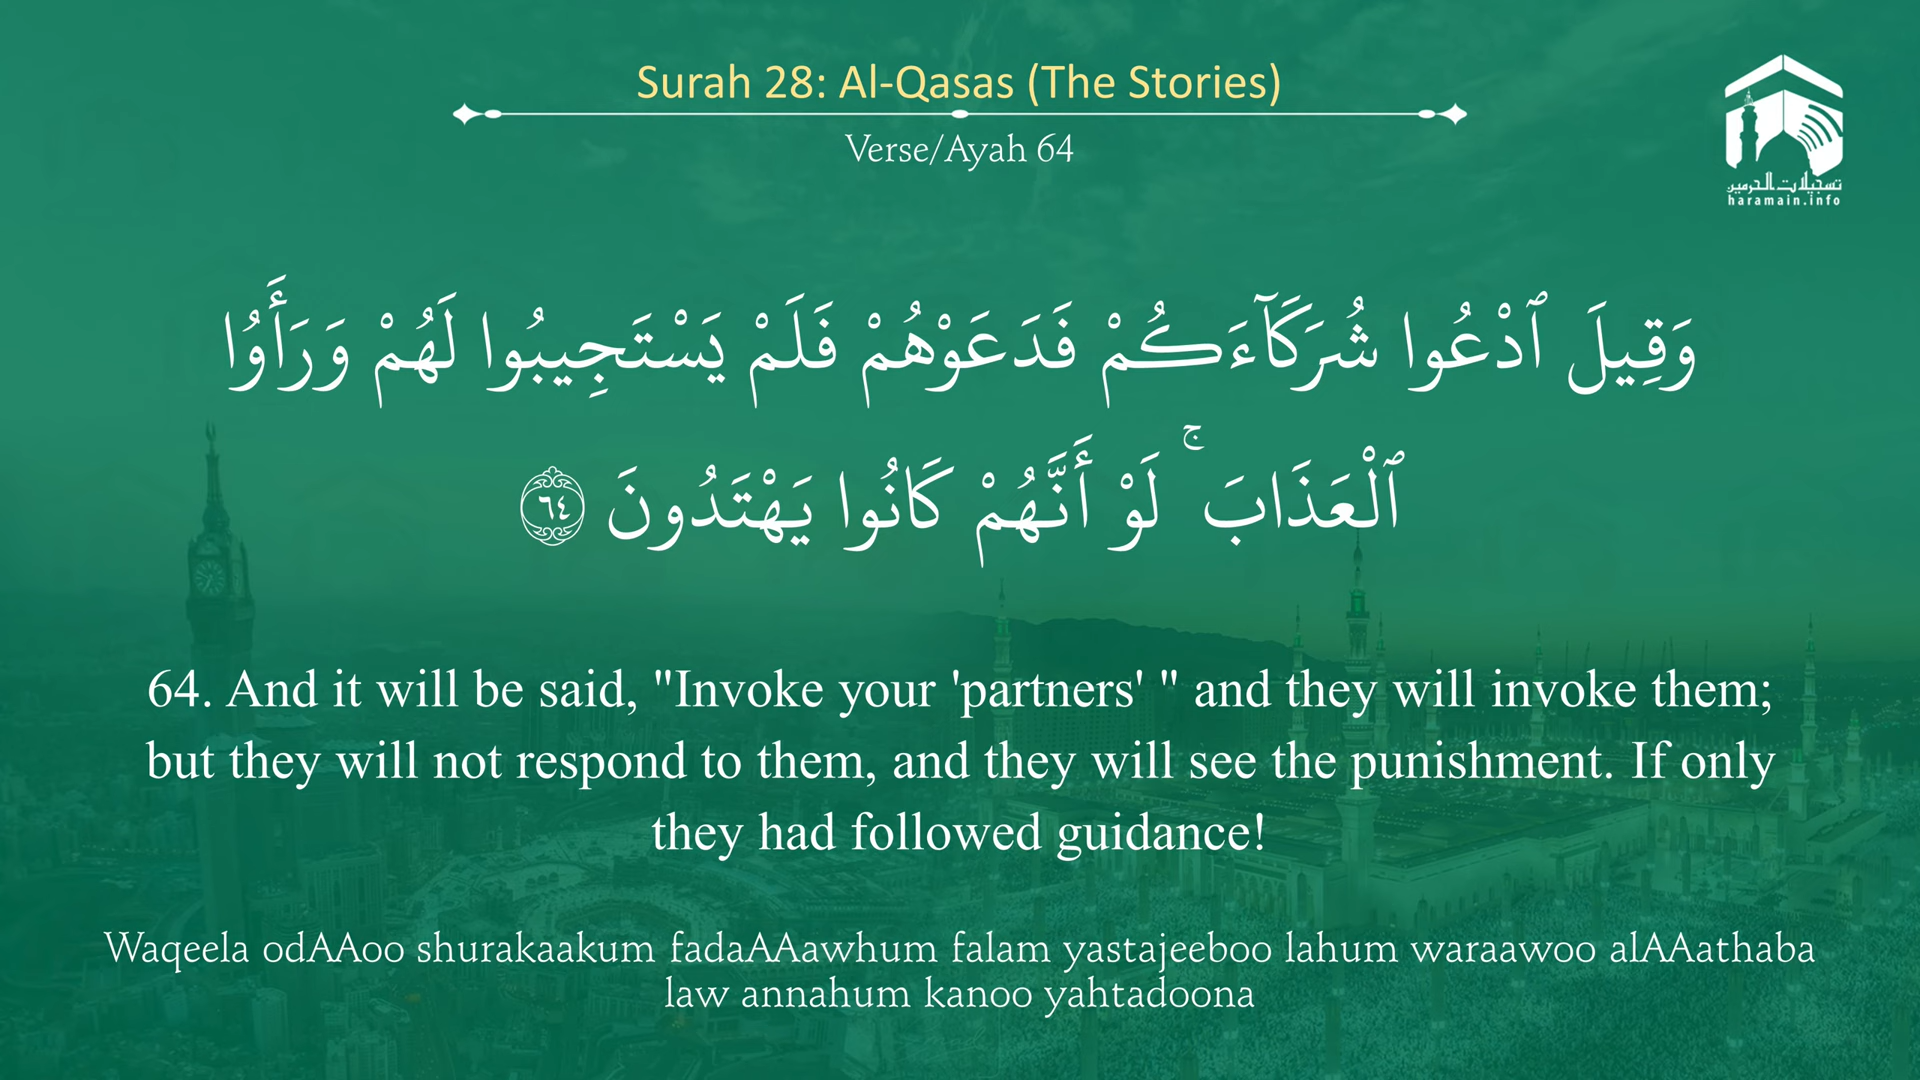 Surah 28: Al-Qasas (The Stories)
Verse/Ayah 64
تسجيلات الحرمين
haramain.info
وَقِيلَ ٱدْعُوا شُرَكَآءَكُمْ فَدَعَوْهُمْ فَلَمْ يَسْتَجِيبُوا لَهُمْ وَرَأَوُا
ٱلْعَذَابَ ۚ لَوْ أَنَّهُمْ كَانُوا يَهْتَدُونَ ٦٤
64. And it will be said, "Invoke your 'partners' " and they will invoke them;
but they will not respond to them, and they will see the punishment. If only
they had followed guidance!
Waqeela odAAoo shurakaakum fadaAAawhum falam yastajeeboo lahum waraawoo alAAathaba
law annahum kanoo yahtadoona